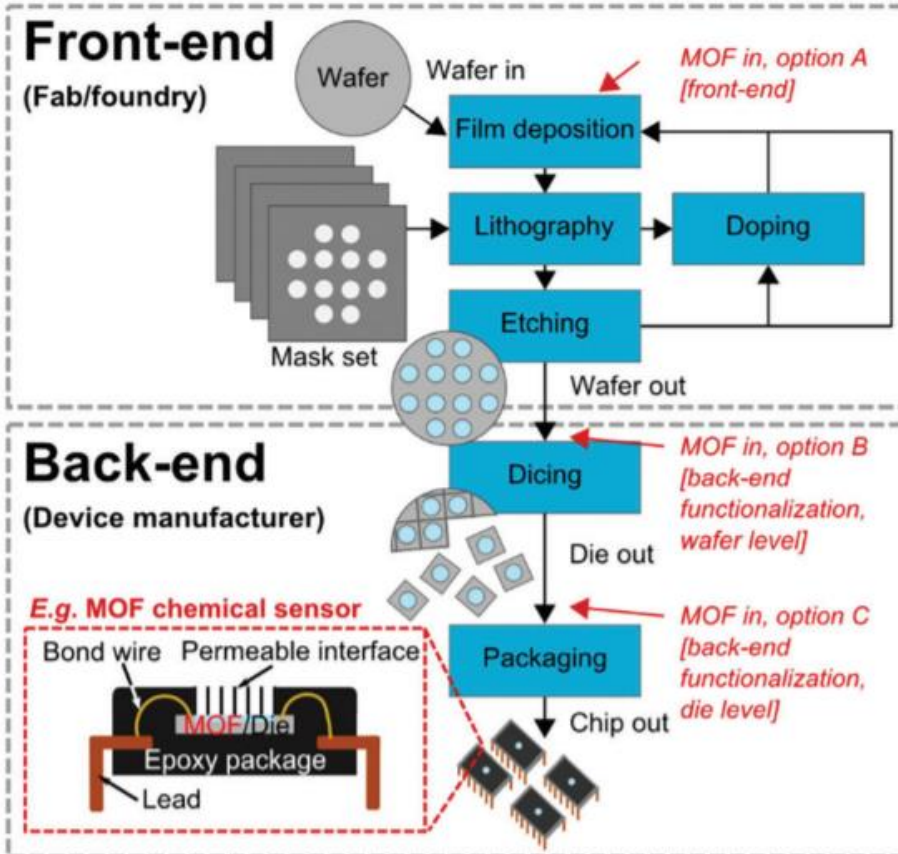 Front-end
(Fab/foundry)
Wafer
Wafer in
MOF in, option A
[front-end]
Film deposition
Lithography
Doping
Etching
Mask set
Wafer out
Back-end
(Device manufacturer)
MOF in, option B
[back-end
functionalization,
wafer level]
Dicing
Die out
E.g. MOF chemical sensor
MOF in, option C
[back-end
functionalization,
die level]
Packaging
Bond wire
Permeable interface
MOF/Die
Epoxy package
Lead
Chip out